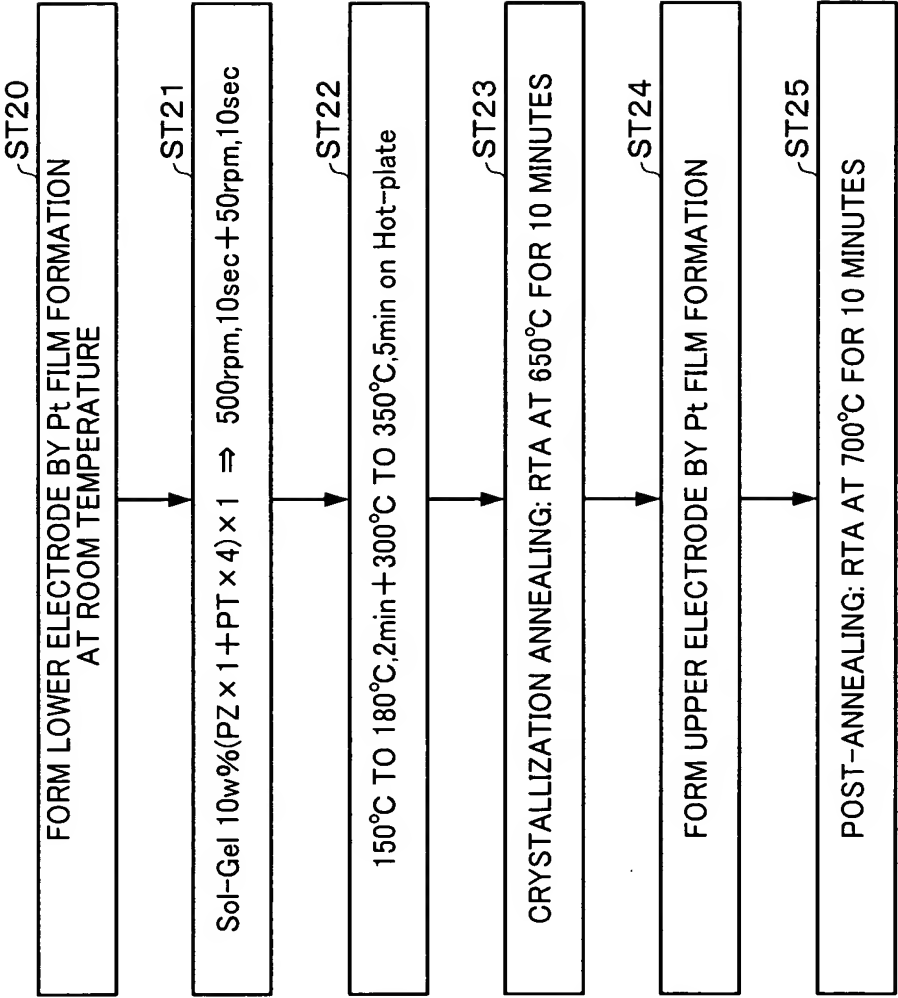 ST20
FORM LOWER ELECTRODE BY Pt FILM FORMATION
AT ROOM TEMPERATURE
ST21
Sol-Gel 10w%(PZ×1+PT×4)×1 ⇒ 500rpm,10sec+50rpm,10sec
ST22
150℃ TO 180℃,2min+300℃ TO 350℃,5min on Hot-plate
ST23
CRYSTALLIZATION ANNEALING: RTA AT 650℃ FOR 10 MINUTES
ST24
FORM UPPER ELECTRODE BY Pt FILM FORMATION
ST25
POST-ANNEALING: RTA AT 700℃ FOR 10 MINUTES